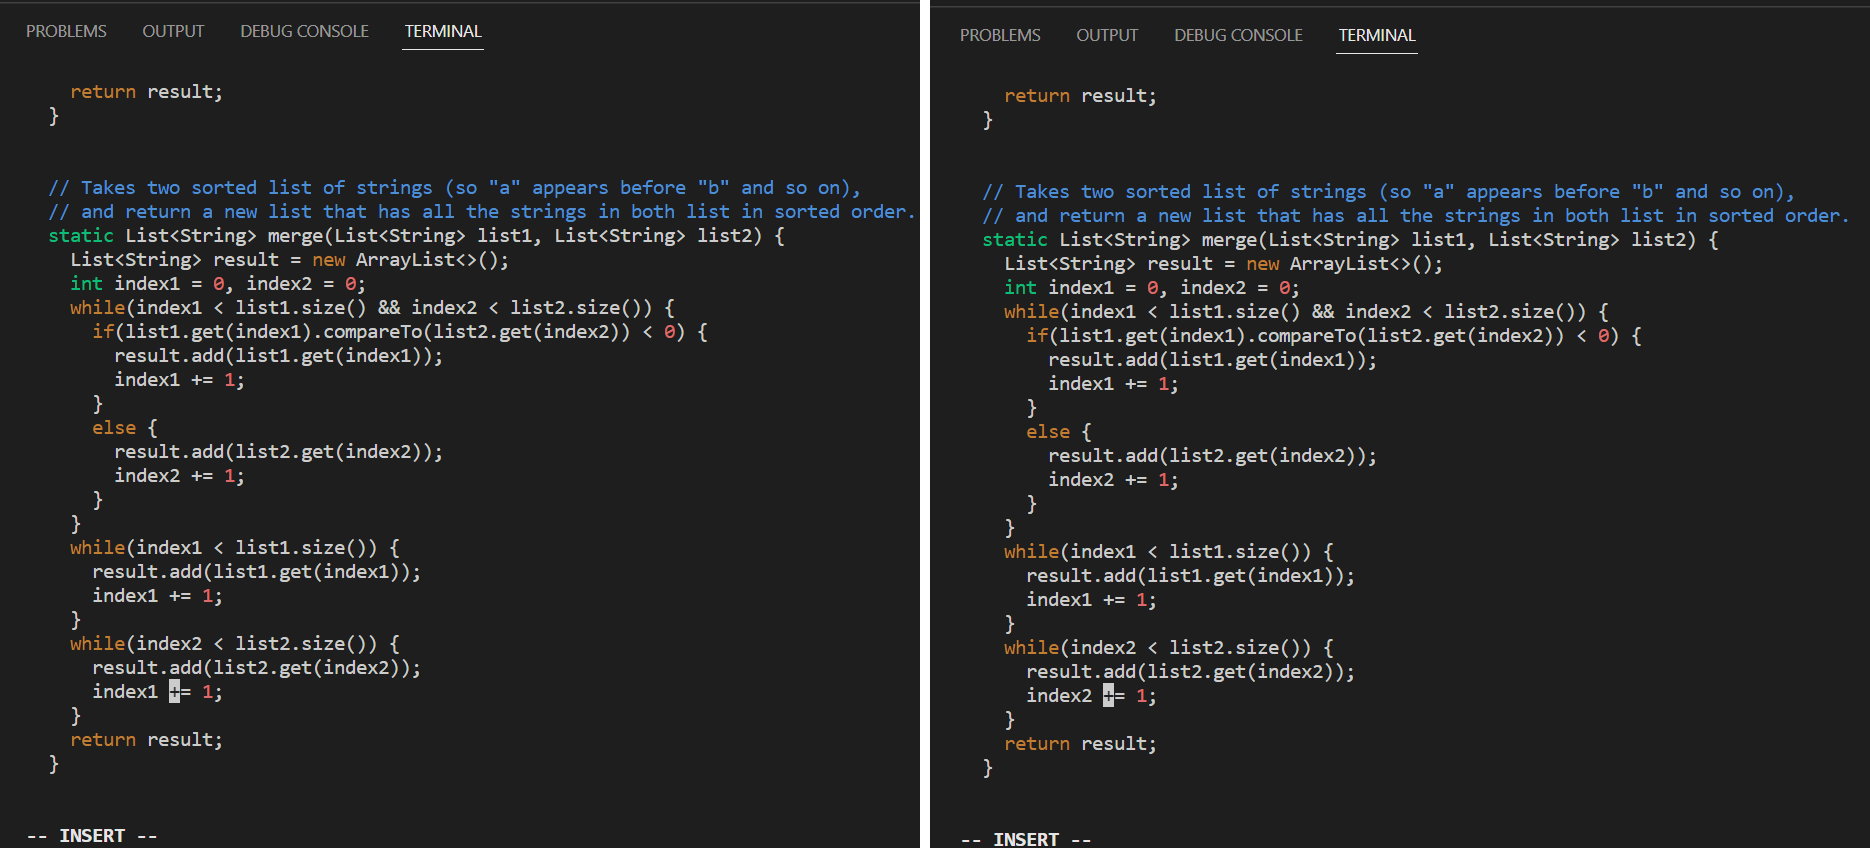 PROBLEMS OUTPUT DEBUG CONSOLE TERMINAL
return result;
}
// Takes two sorted list of strings (so "a" appears before "b" and so on),
// and return a new list that has all the strings in both list in sorted order.
static List<String> merge(List<String> list1, List<String> list2) {
List<String> result = new ArrayList<>();
int index1 = 0, index2 = 0;
while(index1 < list1.size() && index2 < list2.size()) {
if(list1.get(index1).compareTo(list2.get(index2)) < 0) {
result.add(list1.get(index1));
index1 += 1;
}
else {
result.add(list2.get(index2));
index2 += 1;
}
}
while(index1 < list1.size()) {
result.add(list1.get(index1));
index1 += 1;
}
while(index2 < list2.size()) {
result.add(list2.get(index2));
index1 += 1;
}
return result;
}
-- INSERT --
PROBLEMS OUTPUT DEBUG CONSOLE TERMINAL
return result;
}
// Takes two sorted list of strings (so "a" appears before "b" and so on),
// and return a new list that has all the strings in both list in sorted order.
static List<String> merge(List<String> list1, List<String> list2) {
List<String> result = new ArrayList<>();
int index1 = 0, index2 = 0;
while(index1 < list1.size() && index2 < list2.size()) {
if(list1.get(index1).compareTo(list2.get(index2)) < 0) {
result.add(list1.get(index1));
index1 += 1;
}
else {
result.add(list2.get(index2));
index2 += 1;
}
}
while(index1 < list1.size()) {
result.add(list1.get(index1));
index1 += 1;
}
while(index2 < list2.size()) {
result.add(list2.get(index2));
index2 += 1;
}
return result;
}
-- INSERT --